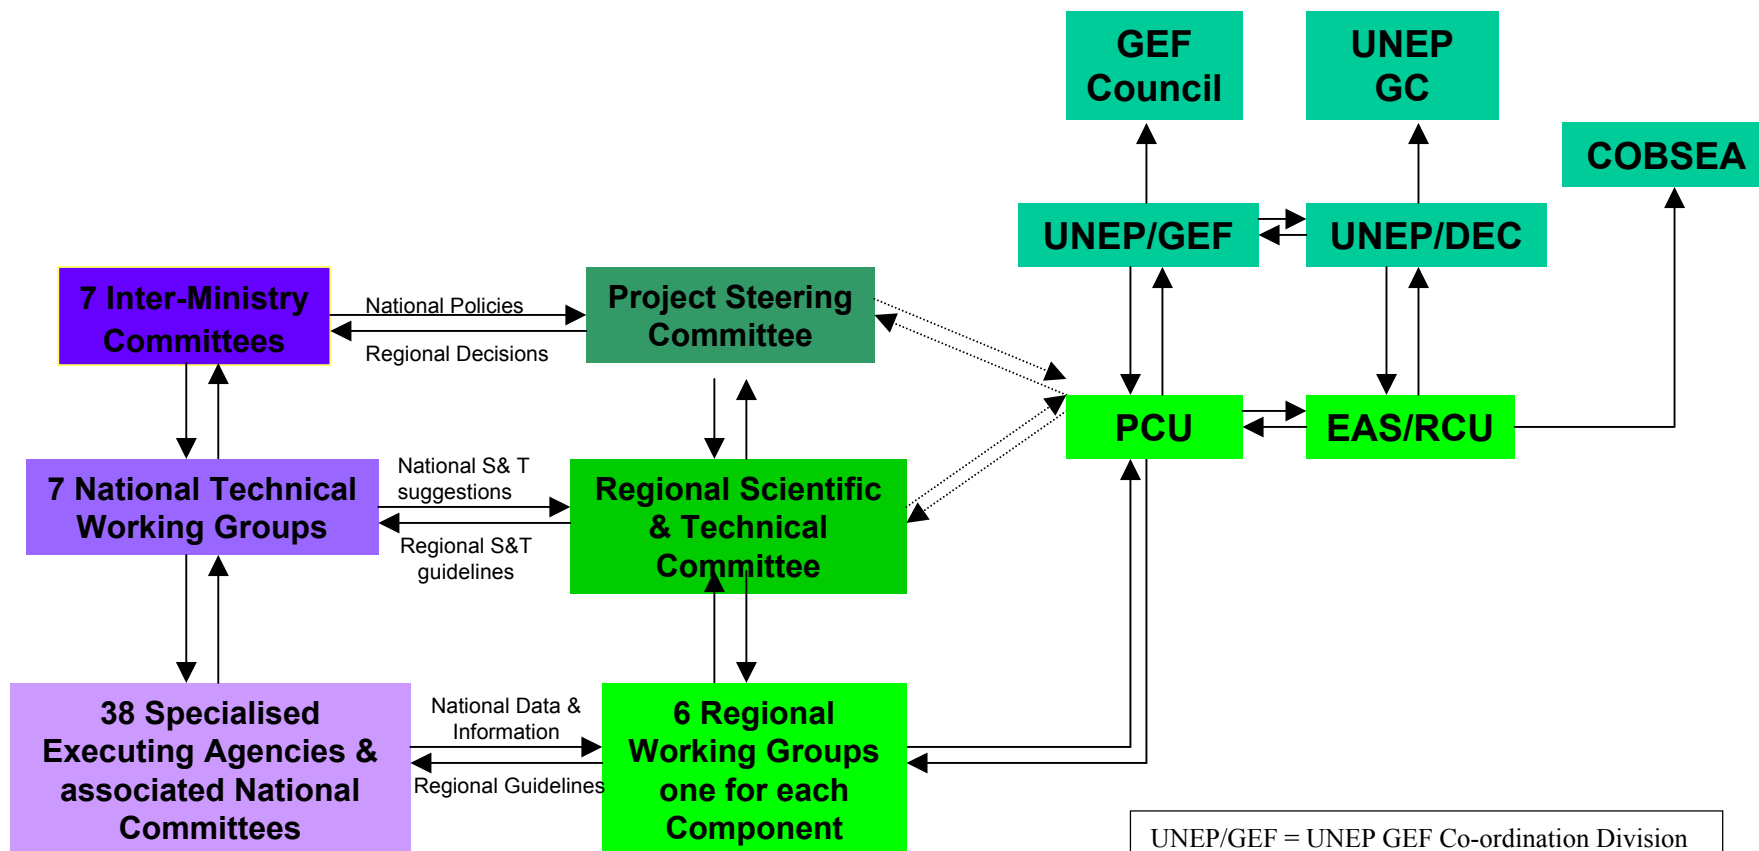 GEF
Council
UNEP
GC
COBSEA
UNEP/GEF
UNEP/DEC
7 Inter-Ministry
Committees
National Policies
Regional Decisions
Project Steering
Committee
PCU
EAS/RCU
7 National Technical
Working Groups
National S& T
suggestions
Regional S&T
guidelines
Regional Scientific
& Technical
Committee
38 Specialised
Executing Agencies &
associated National
Committees
National Data &
Information
Regional Guidelines
6 Regional
Working Groups
one for each
Component
UNEP/GEF = UNEP GEF Co-ordination Division